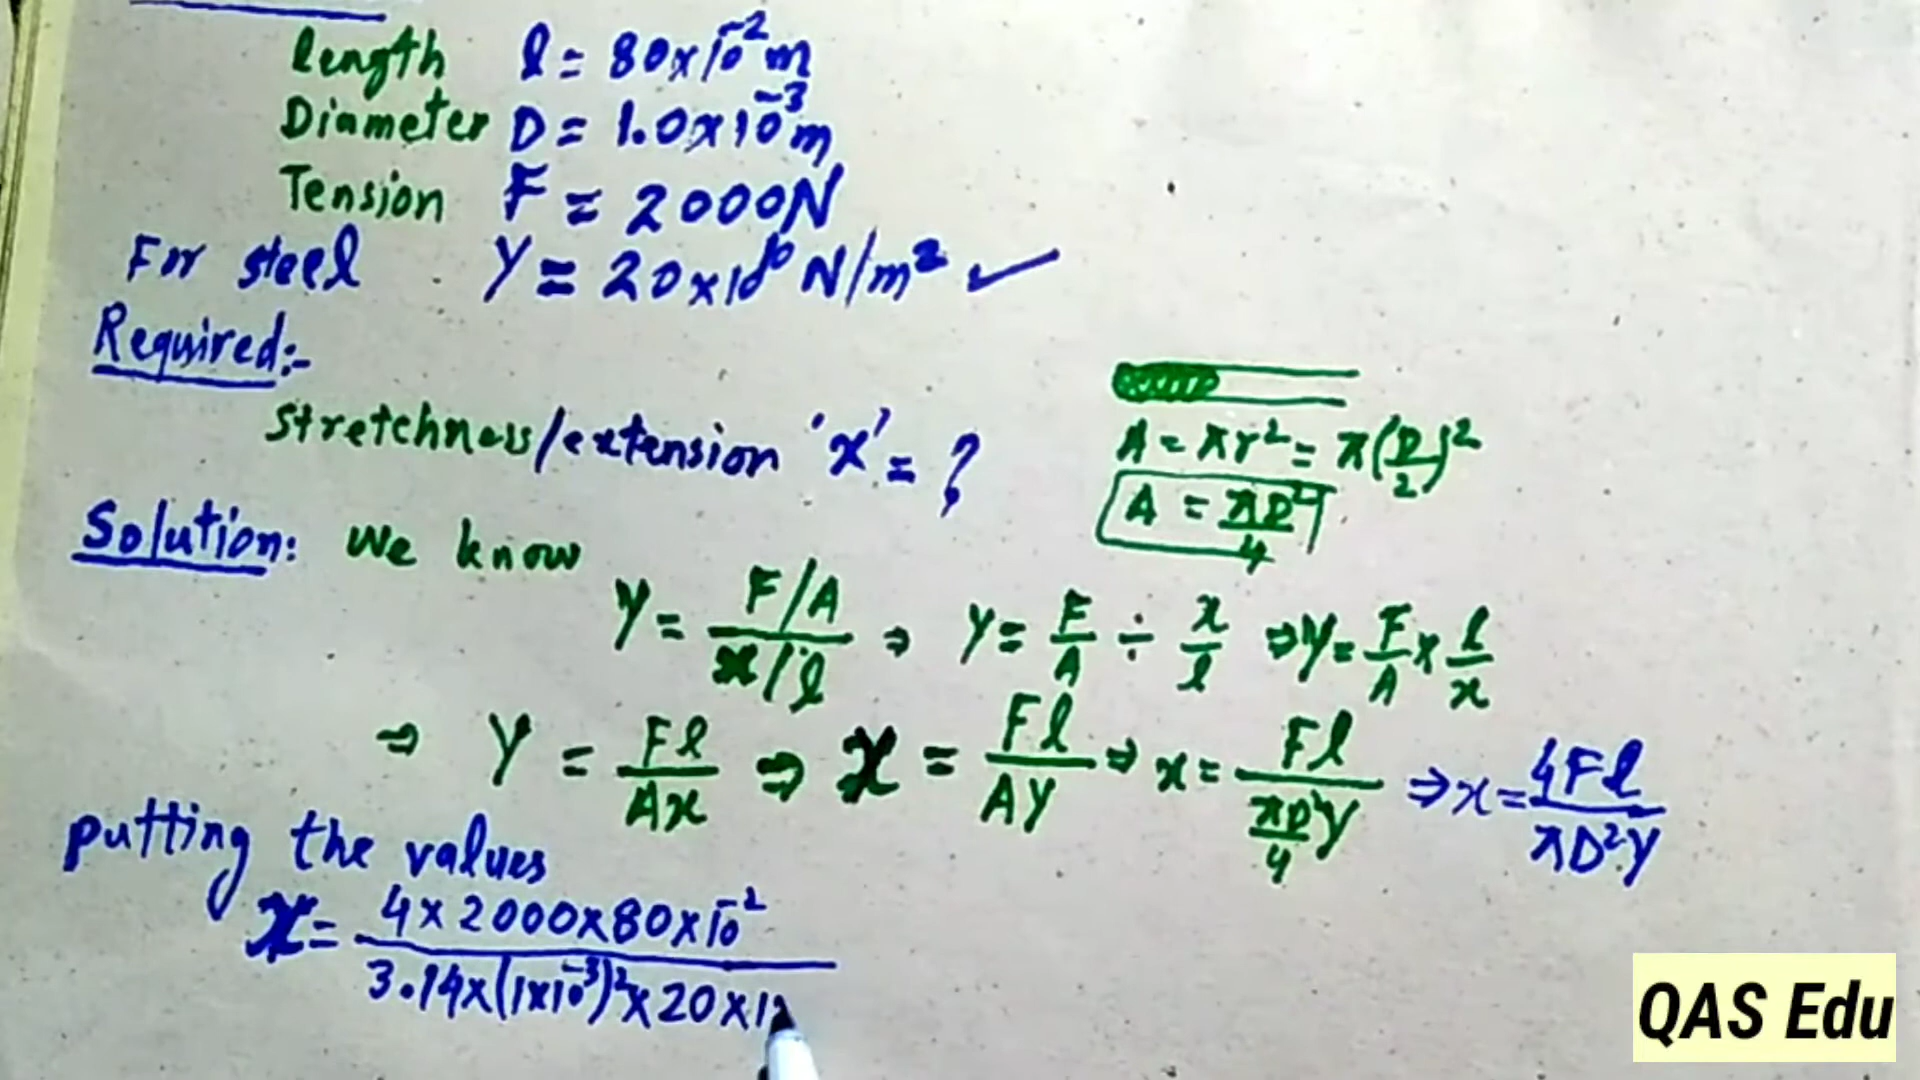 length l = 80×10⁻²m
Diameter D = 1.0×10⁻³m
Tension F = 2000N
For steel Y = 20×10¹⁰ N/m² ✓
Required:-
stretchness/extension 'x' = ?
A = πr² = π(D/2)²
A = πD²/4
Solution: we know
Y = (F/A)/(x/l) ⇒ Y = F/A ÷ x/l ⇒ Y = F/A × l/x
⇒ Y = Fl/Ax ⇒ x = Fl/AY ⇒ x = Fl/(πD²/4 Y) ⇒ x = 4Fl/πD²Y
putting the values
x = 4×2000×80×10⁻²
3.14×(1×10⁻³)²×20×1
QAS Edu